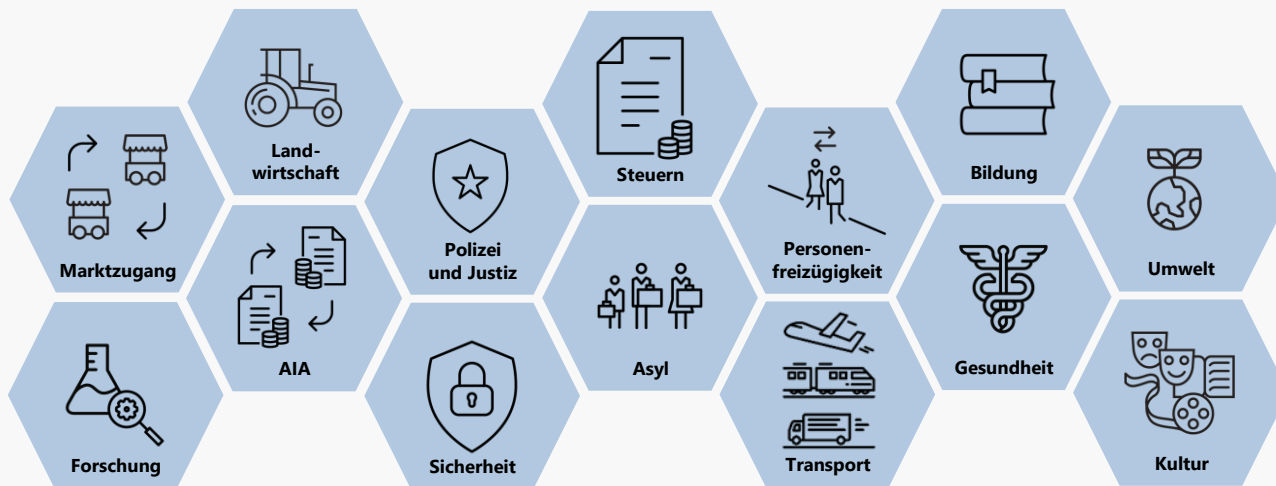 Land-
wirtschaft
Steuern
Bildung
Marktzugang
Polizei
und Justiz
Personen-
freizügigkeit
Umwelt
AIA
Asyl
Gesundheit
Forschung
Sicherheit
Transport
Kultur